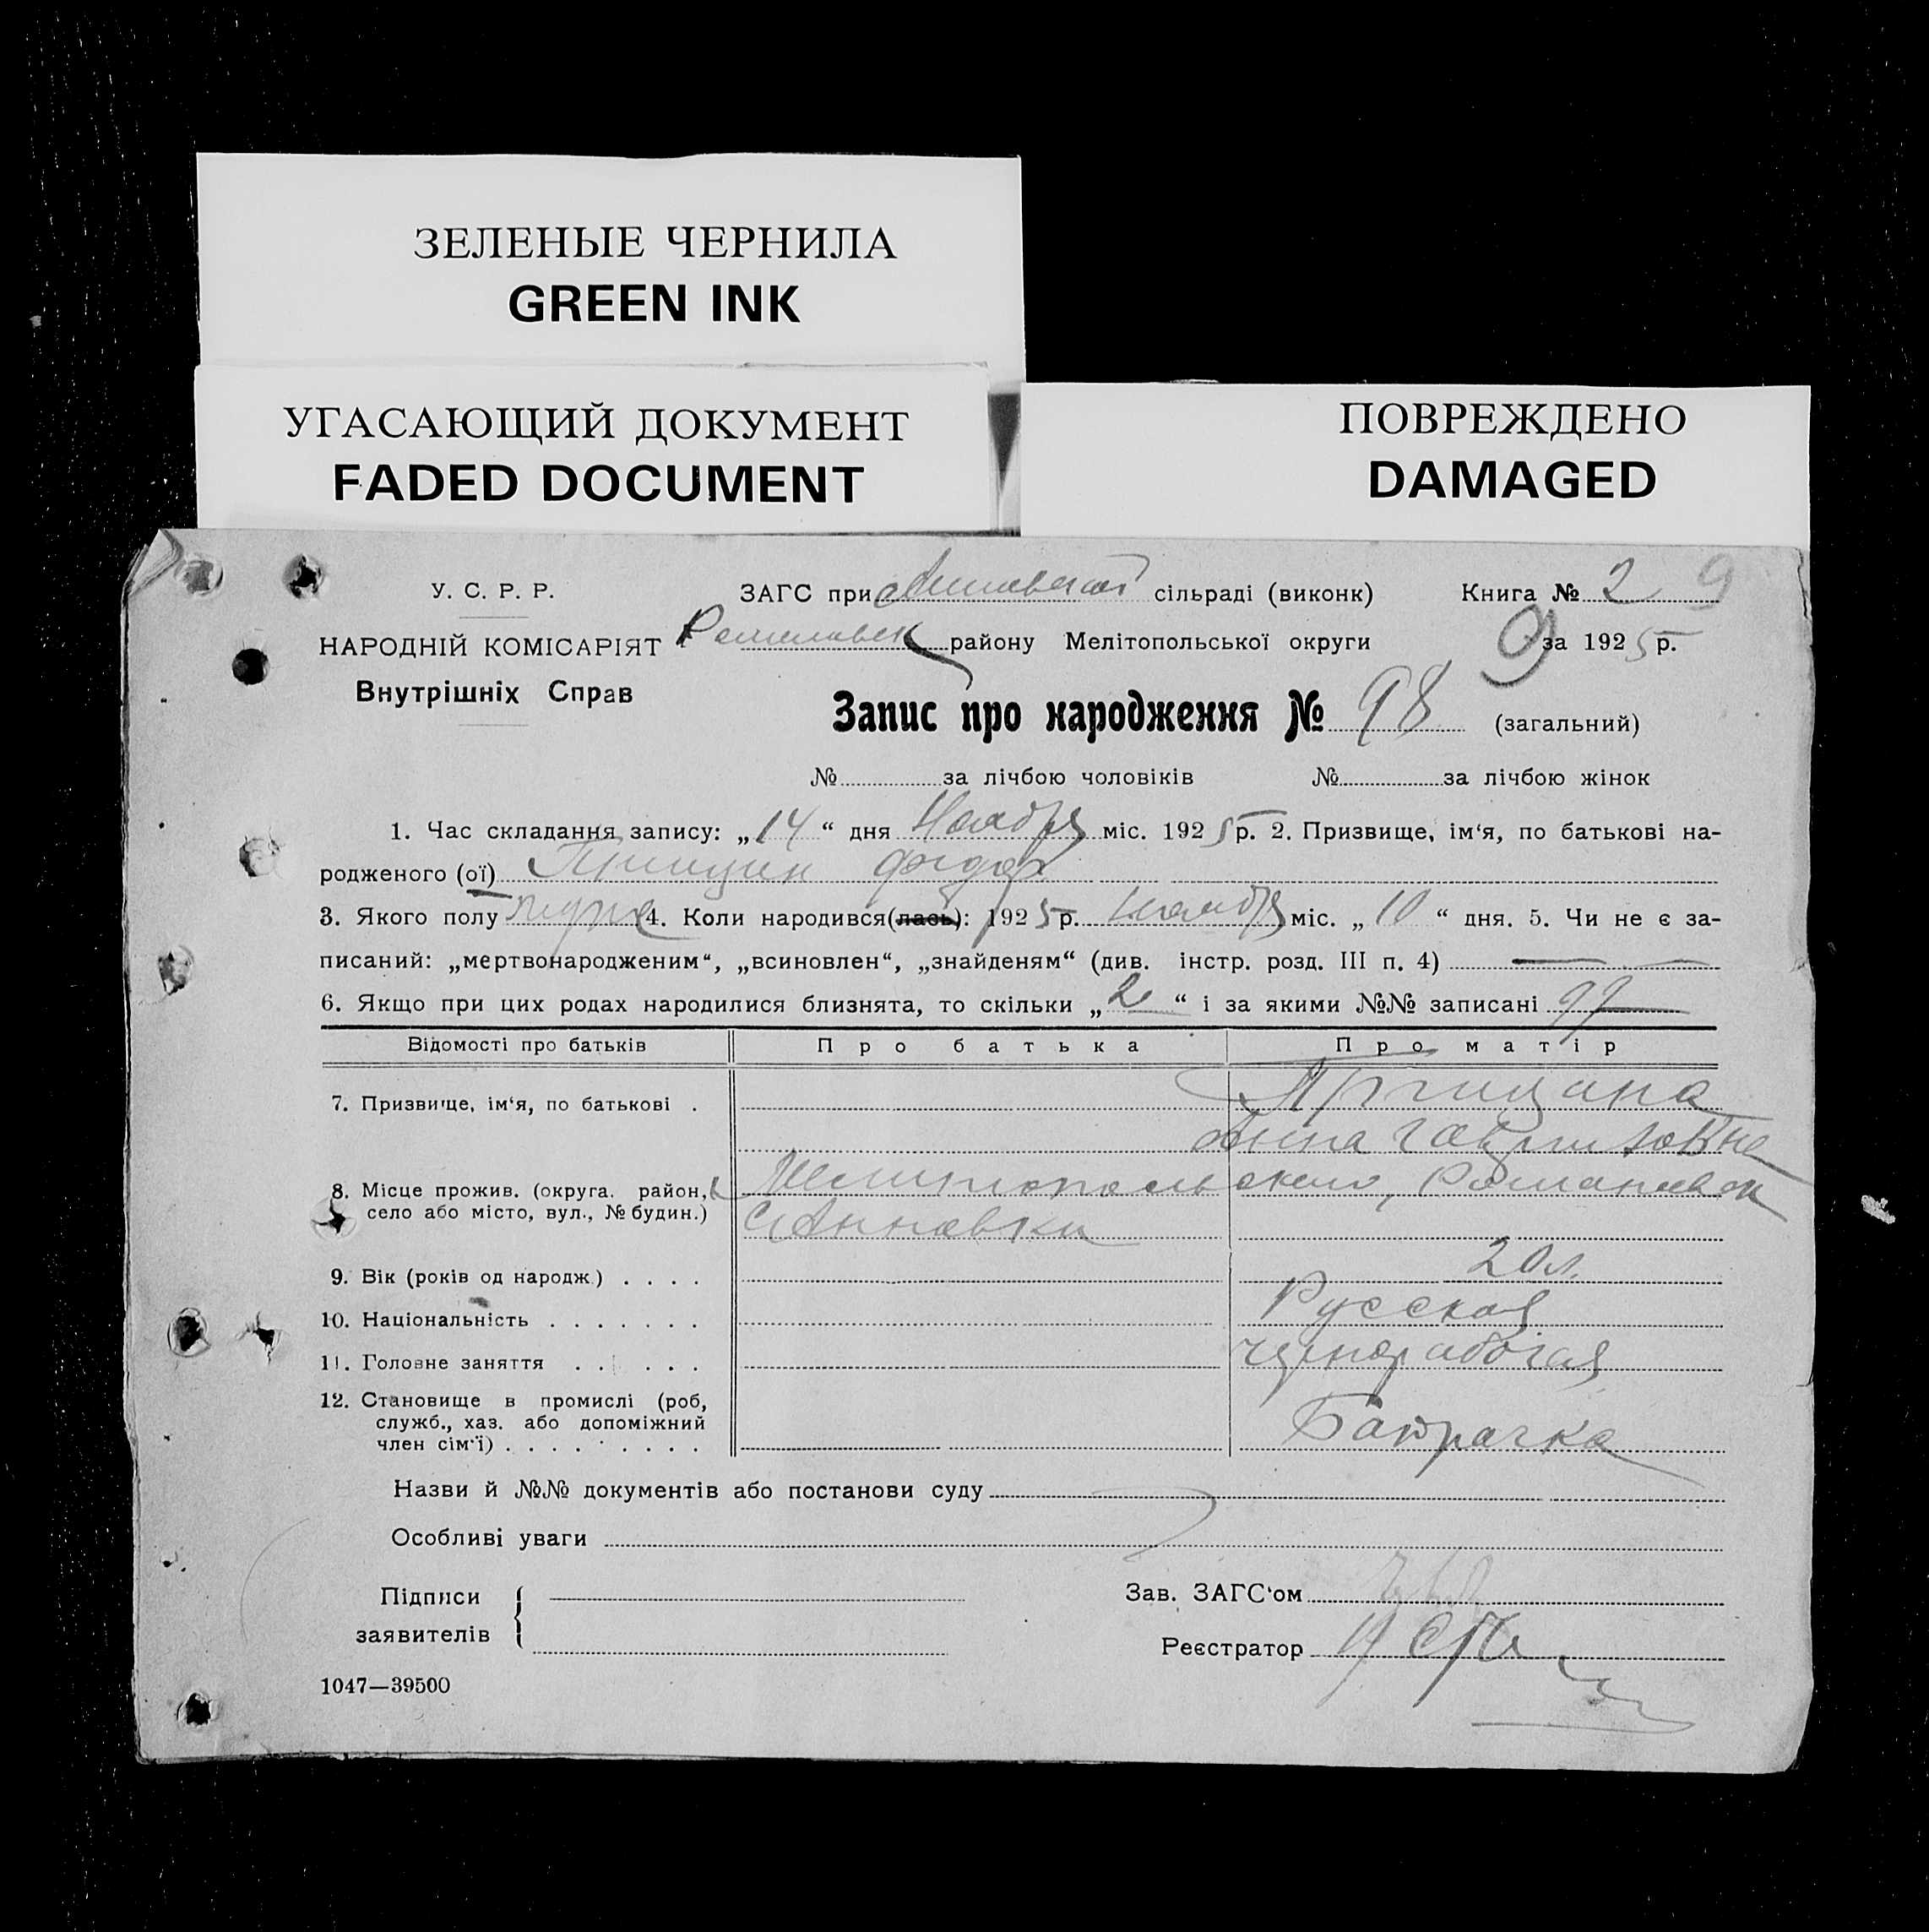 ЗЕЛЕНЫЕ ЧЕРНИЛА
GREEN INK
УГАСАЮЩИЙ ДОКУМЕНТ
FADED DOCUMENT
ПОВРЕЖДЕНО
DAMAGED
У. С. Р. Р.
ЗАГС при сільраді (виконк)
Книга № 2 9
НАРОДНІЙ КОМІСАРІЯТ
району Мелітопольської округи
9 за 1925 р.
Внутрішніх Справ
Запис про народження № 98 (загальний)
№ за лічбою чоловіків № за лічбою жінок
1. Час складання запису: „14“ дня Ноября міс. 1925 р. 2. Призвище, ім‘я, по батькові на-
родженого (ої)
3. Якого полу 4. Коли народився(лась): 1925 р. Ноября міс. „10“ дня. 5. Чи не є за-
писаний: „мертвонародженим“, „всиновлен“, „знайденям“ (див. інстр. розд. III п. 4)
6. Якщо при цих родах народилися близнята, то скільки „2“ і за якими №№ записані 97
Відомості про батьків Про батька Про матір
7. Призвище, ім‘я, по батькові .
Анна
8. Місце прожив. (округа. район,
село або місто, вул., № будин.)
с Анновки
9. Вік (років од народж) . . . . 20 л.
10. Національність . . . . . . . Русская
11. Головне заняття . . . . . чернорабочая
12. Становище в промислі (роб,
служб., хаз. або допоміжний
член сім‘ї) . . . . . . . . . Батрачка
Назви й №№ документів або постанови суду
Особливі уваги
Підписи
заявителів
Зав. ЗАГС‘ом
Реєстратор
1047—39500